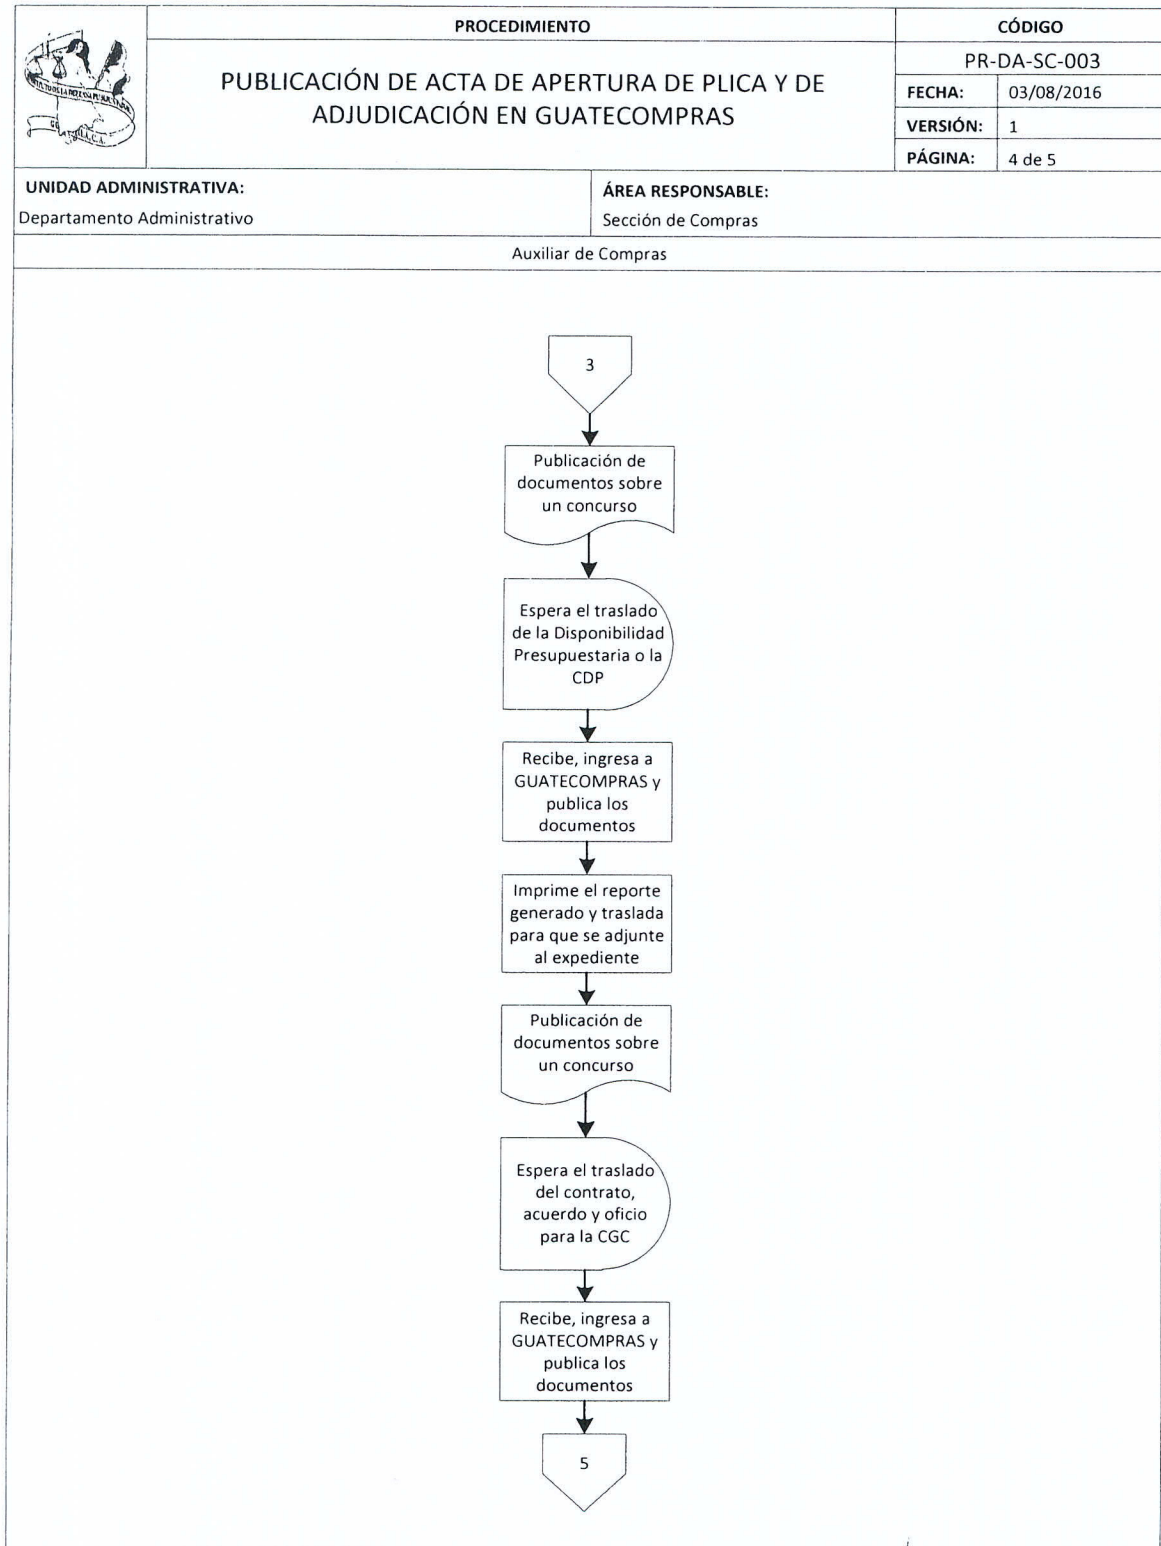 PROCEDIMIENTO
PUBLICACIÓN DE ACTA DE APERTURA DE PLICA Y DE
ADJUDICACIÓN EN GUATECOMPRAS
CÓDIGO
PR-DA-SC-003
FECHA: 03/08/2016
VERSIÓN: 1
PÁGINA: 4 de 5
UNIDAD ADMINISTRATIVA:
Departamento Administrativo
ÁREA RESPONSABLE:
Sección de Compras
Auxiliar de Compras
3
Publicación de
documentos sobre
un concurso
Espera el traslado
de la Disponibilidad
Presupuestaria o la
CDP
Recibe, ingresa a
GUATECOMPRAS y
publica los
documentos
Imprime el reporte
generado y traslada
para que se adjunte
al expediente
Publicación de
documentos sobre
un concurso
Espera el traslado
del contrato,
acuerdo y oficio
para la CGC
Recibe, ingresa a
GUATECOMPRAS y
publica los
documentos
5